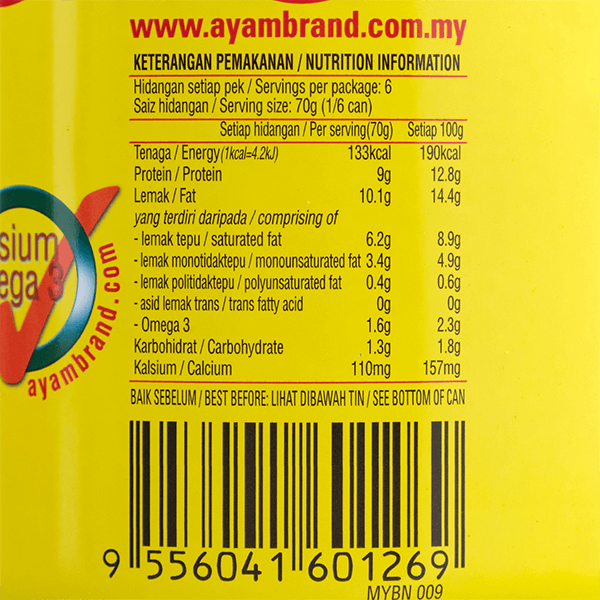 www.ayambrand.com.my
KETERANGAN PEMAKANAN / NUTRITION INFORMATION
Hidangan setiap pek / Servings per package: 6
Saiz hidangan / Serving size: 70g (1/6 can)
Setiap hidangan / Per serving(70g) Setiap 100g
Tenaga / Energy(1kcal=4.2kJ) 133kcal 190kcal
Protein / Protein 9g 12.8g
Lemak / Fat 10.1g 14.4g
yang terdiri daripada / comprising of
- lemak tepu / saturated fat 6.2g 8.9g
- lemak monotidaktepu / monounsaturated fat 3.4g 4.9g
- lemak politidaktepu / polyunsaturated fat 0.4g 0.6g
- asid lemak trans / trans fatty acid 0g 0g
- Omega 3 1.6g 2.3g
Karbohidrat / Carbohydrate 1.3g 1.8g
Kalsium / Calcium 110mg 157mg
BAIK SEBELUM / BEST BEFORE: LIHAT DIBAWAH TIN / SEE BOTTOM OF CAN
9 556041 601269
MYBN 009
sium
ega 3
ayambrand.com